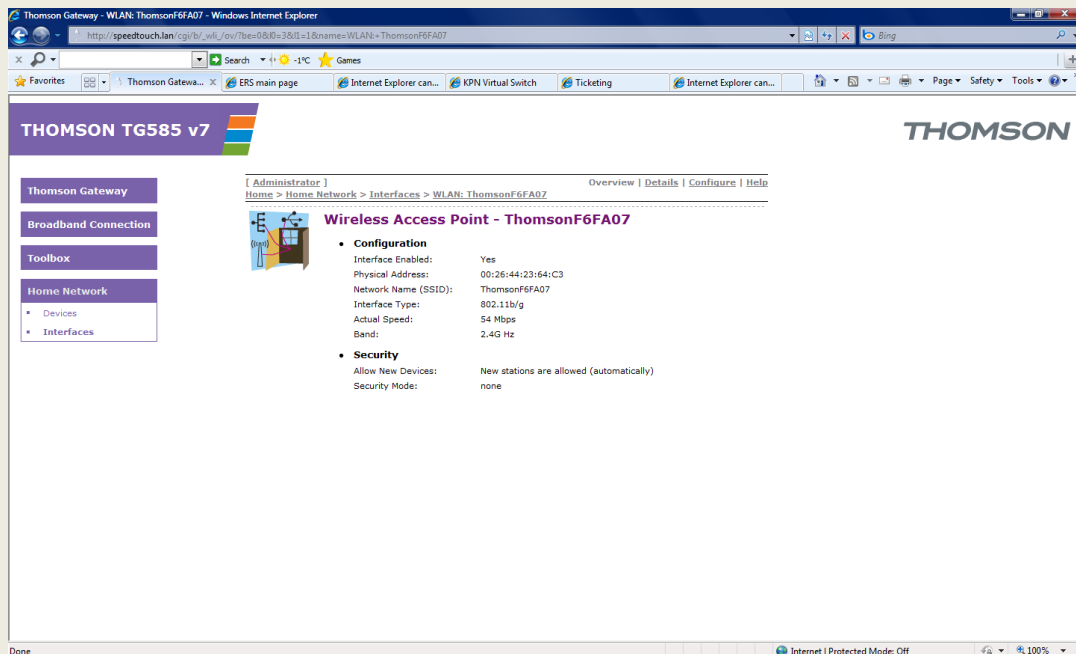 Thomson Gateway - WLAN: ThomsonF6FA07 - Windows Internet Explorer
http://speedtouch.lan/cgi/b/_wli_/ov/?be=0&l0=3&l1=1&name=WLAN:+ThomsonF6FA07
Bing
Search -1°C Games
Favorites Thomson Gatewa... X ERS main page Internet Explorer can... KPN Virtual Switch Ticketing Internet Explorer can... Page Safety Tools
THOMSON TG585 v7
THOMSON
[ Administrator ] Overview | Details | Configure | Help
Home > Home Network > Interfaces > WLAN: ThomsonF6FA07
Thomson Gateway
Broadband Connection
Toolbox
Home Network
Devices
Interfaces
Wireless Access Point - ThomsonF6FA07
Configuration
Interface Enabled: Yes
Physical Address: 00:26:44:23:64:C3
Network Name (SSID): ThomsonF6FA07
Interface Type: 802.11b/g
Actual Speed: 54 Mbps
Band: 2.4G Hz
Security
Allow New Devices: New stations are allowed (automatically)
Security Mode: none
Done Internet | Protected Mode: Off 100%